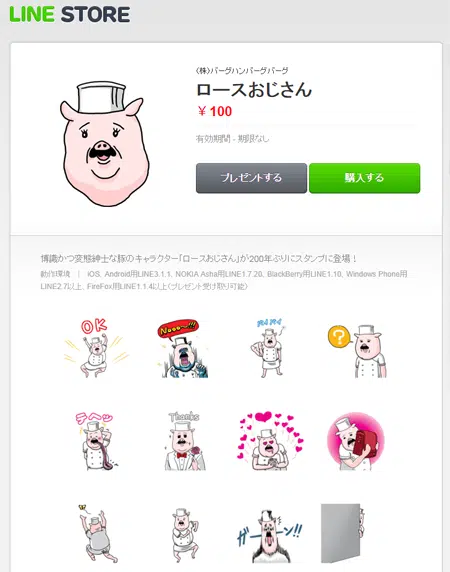 LINE STORE
(株)バーグハンバーグバーグ
ロースおじさん
￥100
有効期間 - 期限なし
プレゼントする
購入する
博識かつ変態紳士な豚のキャラクター「ロースおじさん」が200年ぶりにスタンプに登場！
動作環境 | iOS, Android用LINE3.1.1, NOKIA Asha用LINE1.7.20, BlackBerry用LINE1.10, Windows Phone用
LINE2.7以上, FireFox用LINE1.1.4以上(プレゼント受け取り可能)
OK
Nooo~!!!
バイバイ
?
テヘッ
Thanks
ガーーン!!